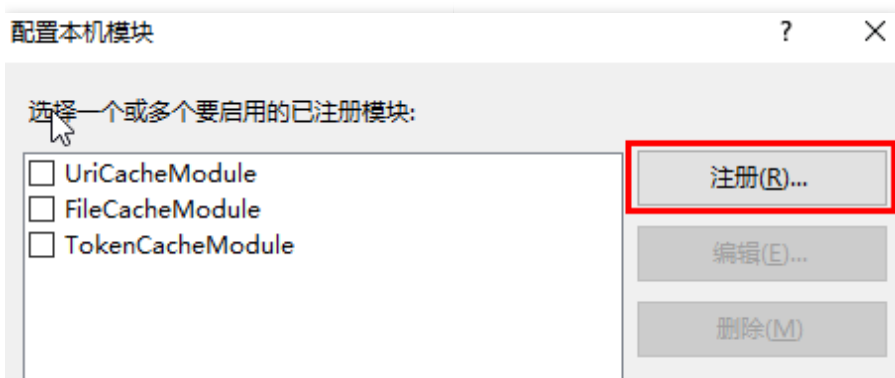 配置本机模块
?
选择一个或多个要启用的已注册模块:
UriCacheModule
注册(R)...
FileCacheModule
TokenCacheModule
编辑(E)...
删除(M)